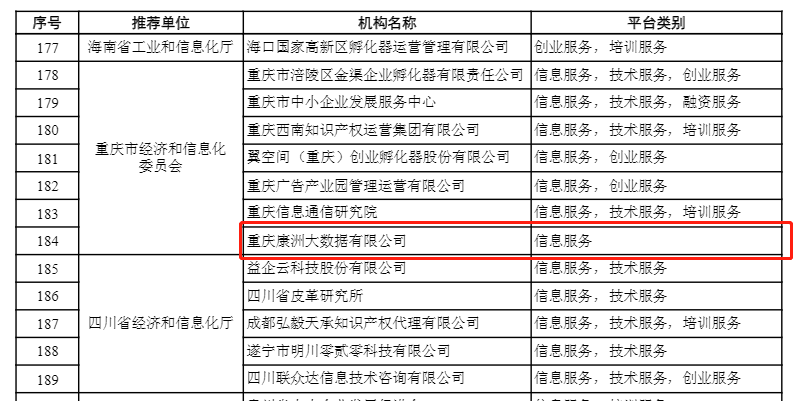 序号 推荐单位 机构名称 平台类别
177 海南省工业和信息化厅 海口国家高新区孵化器运营管理有限公司 创业服务，培训服务
178 重庆市涪陵区金渠企业孵化器有限责任公司 信息服务，技术服务，创业服务
179 重庆市中小企业发展服务中心 信息服务，技术服务，融资服务
180 重庆西南知识产权运营集团有限公司 信息服务，技术服务，培训服务
重庆市经济和信息化
181 翼空间（重庆）创业孵化器股份有限公司 信息服务，创业服务
委员会
182 重庆广告产业园管理运营有限公司 信息服务，创业服务
183 重庆信息通信研究院 信息服务，技术服务，培训服务
184 重庆康洲大数据有限公司 信息服务
185 益企云科技股份有限公司 信息服务，技术服务
186 四川省皮革研究所 信息服务，技术服务
187 四川省经济和信息化厅 成都弘毅天承知识产权代理有限公司 信息服务，技术服务，培训服务
188 遂宁市明川零贰零科技有限公司 信息服务，技术服务
189 四川联众达信息技术咨询有限公司 信息服务，技术服务，创业服务